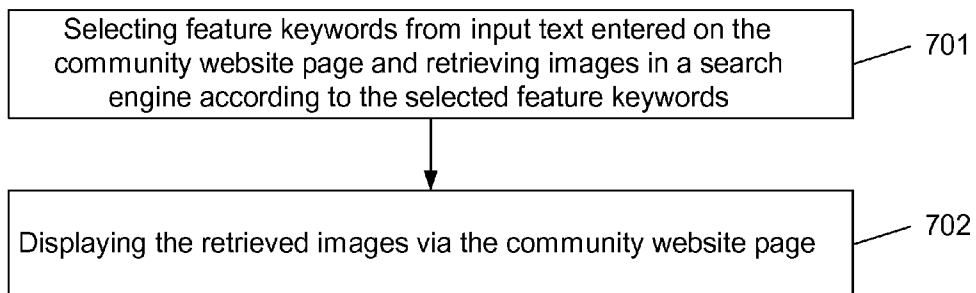 Selecting feature keywords from input text entered on the
community website page and retrieving images in a search
engine according to the selected feature keywords
701
Displaying the retrieved images via the community website page
702